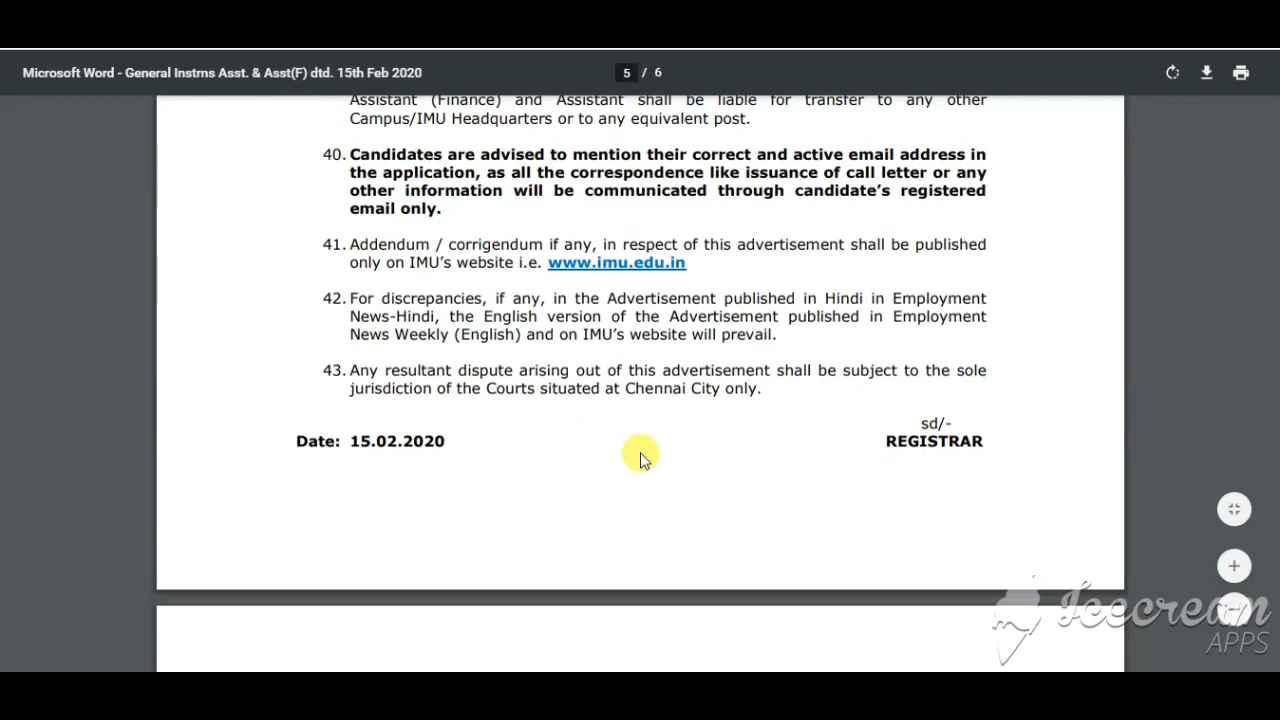 Microsoft Word - General Instrns Asst. & Asst(F) dtd. 15th Feb 2020
5 / 6
Assistant (Finance) and Assistant shall be liable for transfer to any other
Campus/IMU Headquarters or to any equivalent post.
40. Candidates are advised to mention their correct and active email address in
the application, as all the correspondence like issuance of call letter or any
other information will be communicated through candidate's registered
email only.
41. Addendum / corrigendum if any, in respect of this advertisement shall be published
only on IMU's website i.e. www.imu.edu.in
42. For discrepancies, if any, in the Advertisement published in Hindi in Employment
News-Hindi, the English version of the Advertisement published in Employment
News Weekly (English) and on IMU's website will prevail.
43. Any resultant dispute arising out of this advertisement shall be subject to the sole
jurisdiction of the Courts situated at Chennai City only.
sd/-
Date: 15.02.2020 REGISTRAR
Icecream
APPS